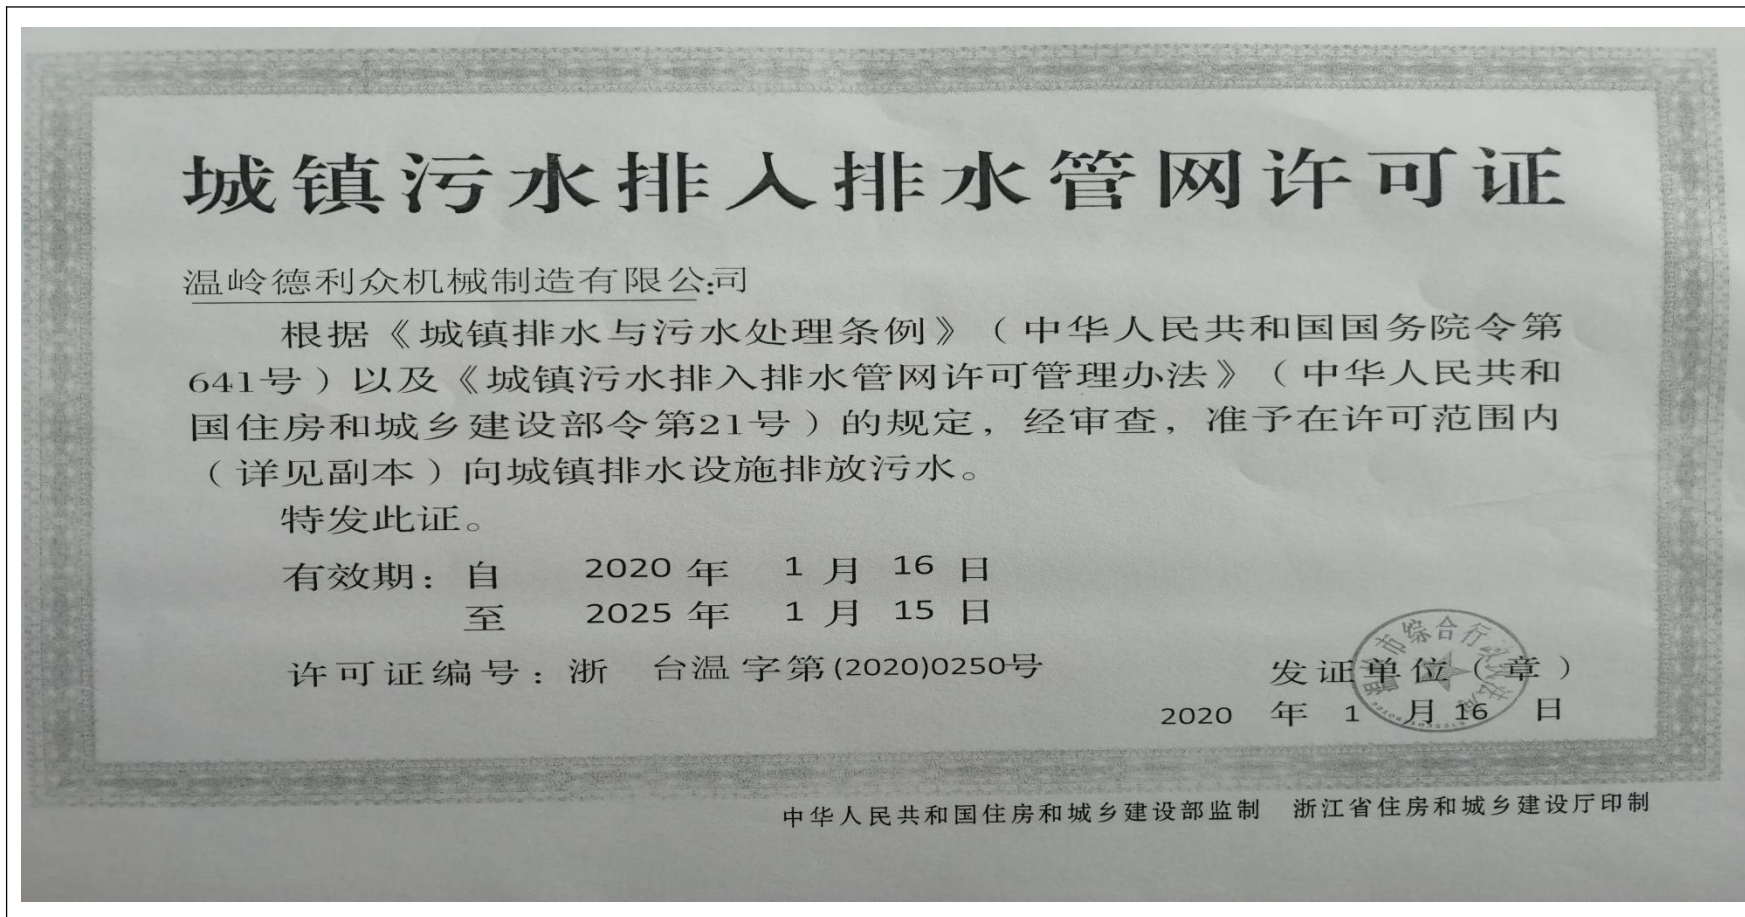 城镇污水排入排水管网许可证
温岭德利众机械制造有限公司:
根据《城镇排水与污水处理条例》（中华人民共和国国务院令第
641号）以及《城镇污水排入排水管网许可管理办法》（中华人民共和
国住房和城乡建设部令第21号）的规定，经审查，准予在许可范围内
（详见副本）向城镇排水设施排放污水。
特发此证。
有效期：自 2020 年 1 月 16 日
至 2025 年 1 月 15 日
许可证编号：浙 台温 字第(2020)0250号
发证单位（章）
2020 年 1 月 16 日
市综合行
中华人民共和国住房和城乡建设部监制 浙江省住房和城乡建设厅印制